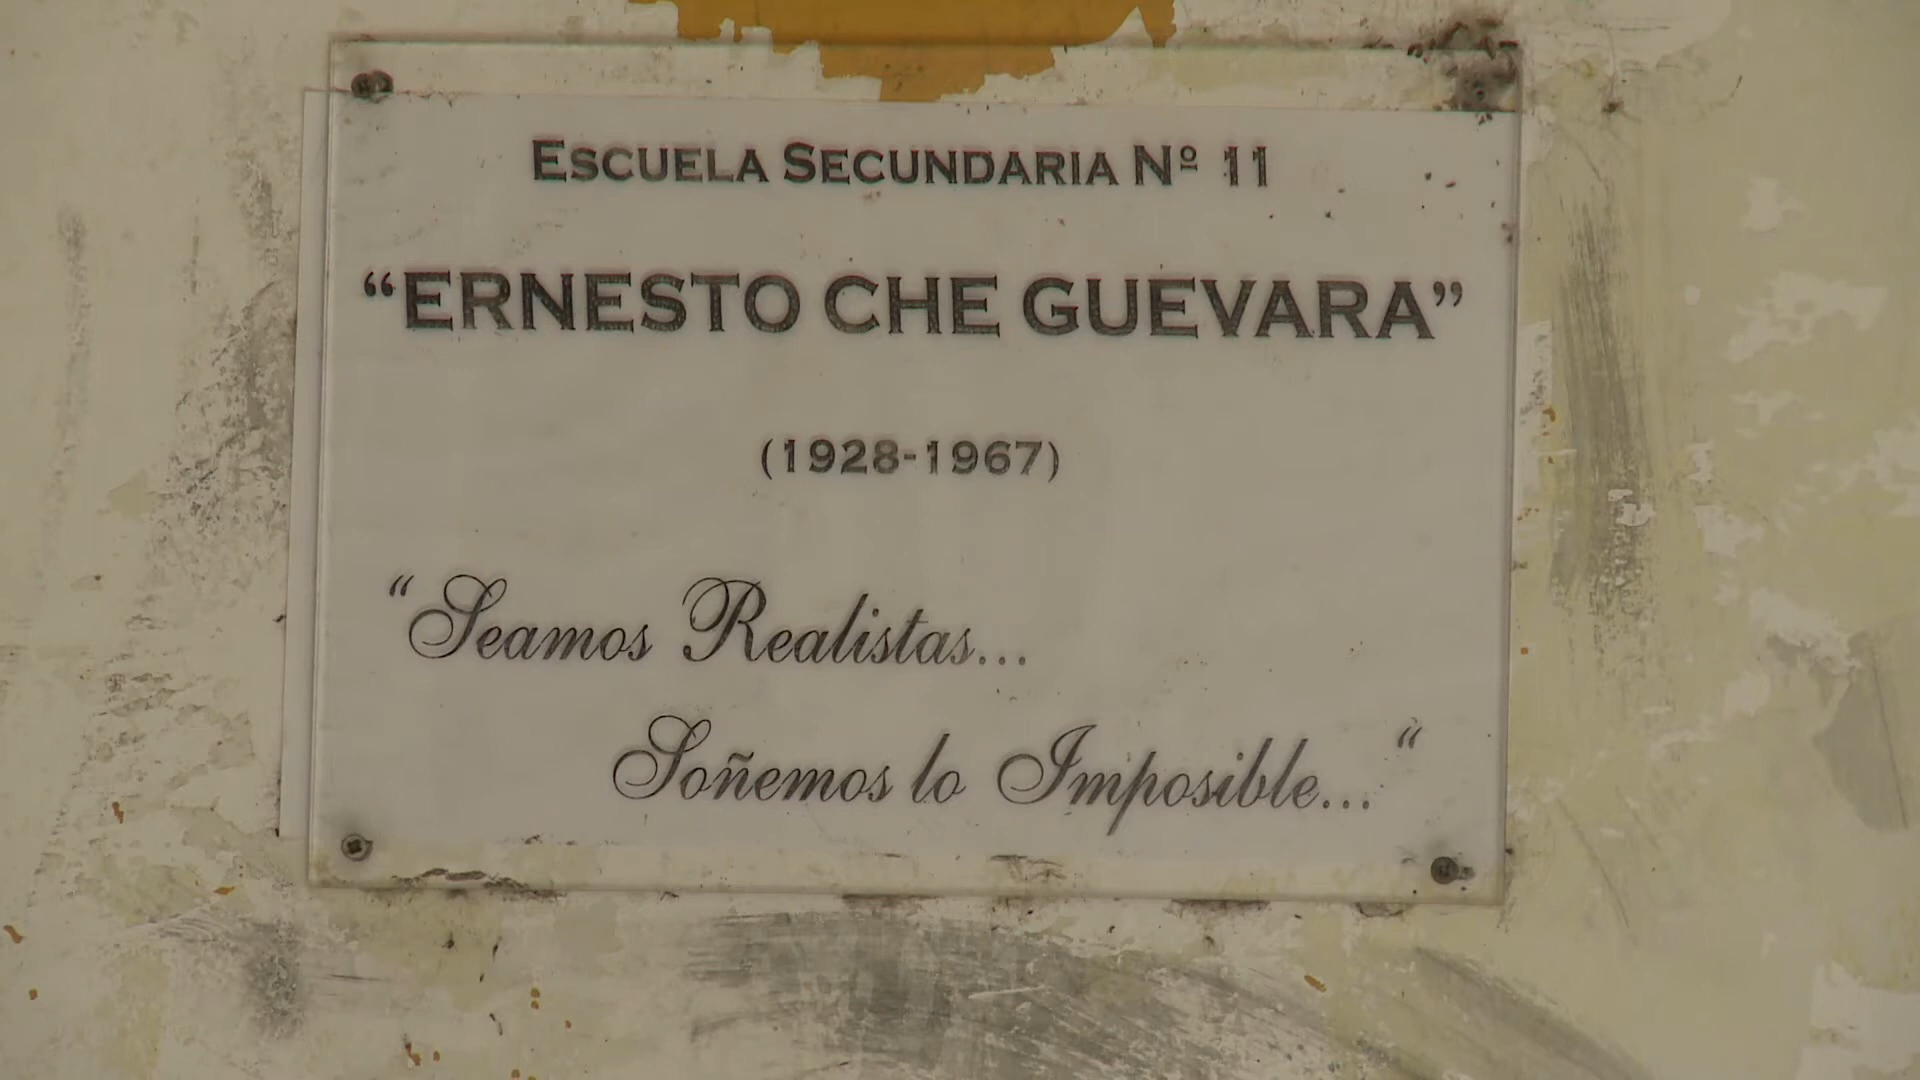 ESCUELA SECUNDARIA Nº 11
“ERNESTO CHE GUEVARA”
(1928-1967)
“Seamos Realistas...
Soñemos lo Imposible...“